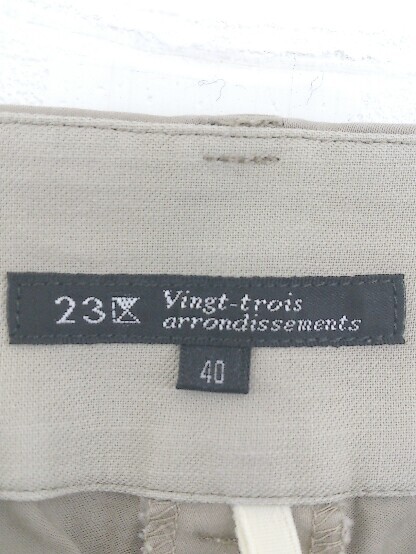 23区
Vingt-trois
arrondissements
40